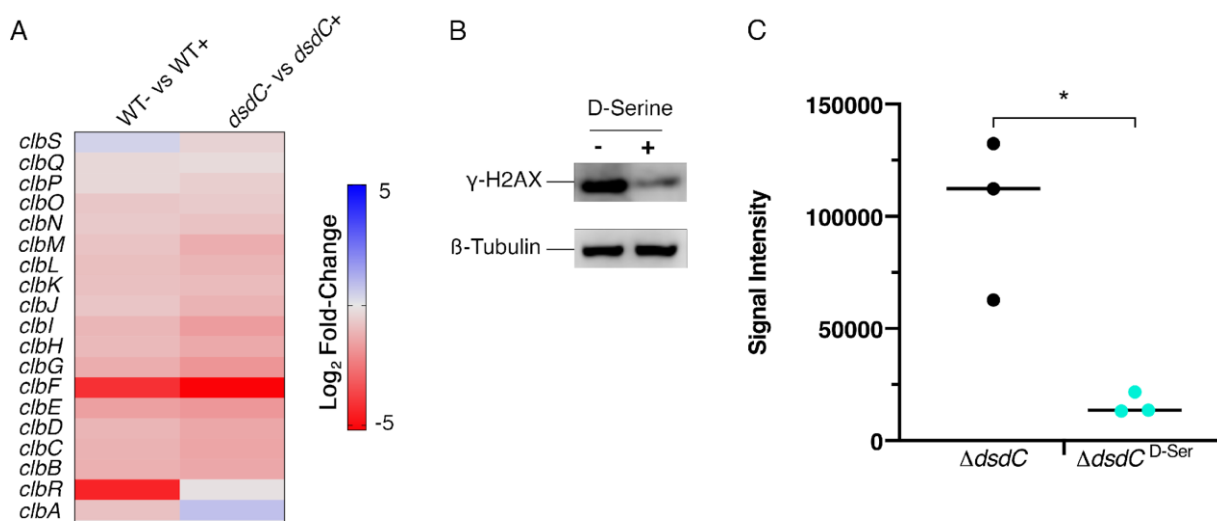 A
WT- vs WT+
dsdC- vs dsdC+
clbS
clbQ
clbP
clbO
clbN
clbM
clbL
clbK
clbJ
clbI
clbH
clbG
clbF
clbE
clbD
clbC
clbB
clbR
clbA
5
-5
Log₂ Fold-Change
B
D-Serine
- +
γ-H2AX
ß-Tubulin
C
150000
100000
50000
0
Signal Intensity
*
ΔdsdC
ΔdsdC D-Ser